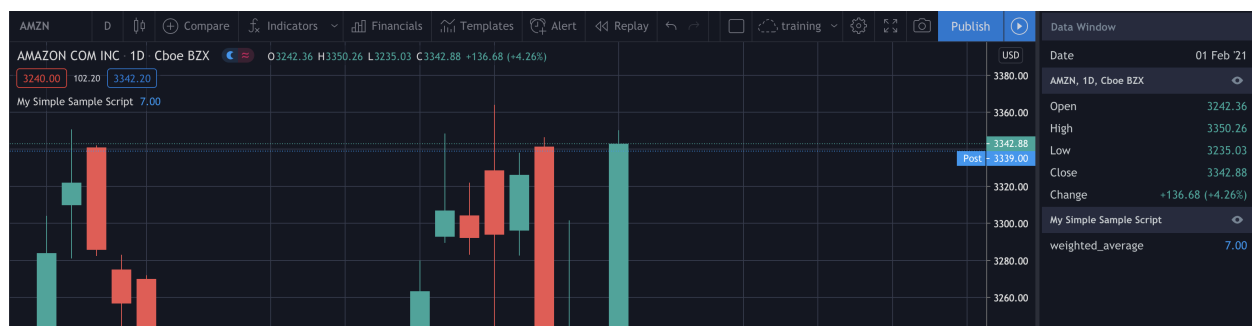 AMZN D Compare Indicators Financials Templates Alert Replay training Publish
AMAZON COM INC · 1D · Cboe BZX O3242.36 H3350.26 L3235.03 C3342.88 +136.68 (+4.26%)
3240.00 102.20 3342.20
My Simple Sample Script 7.00
USD
3380.00
3360.00
3342.88
Post 3339.00
3320.00
3300.00
3280.00
3260.00
Data Window
Date 01 Feb '21
AMZN, 1D, Cboe BZX
Open 3242.36
High 3350.26
Low 3235.03
Close 3342.88
Change +136.68 (+4.26%)
My Simple Sample Script
weighted_average 7.00